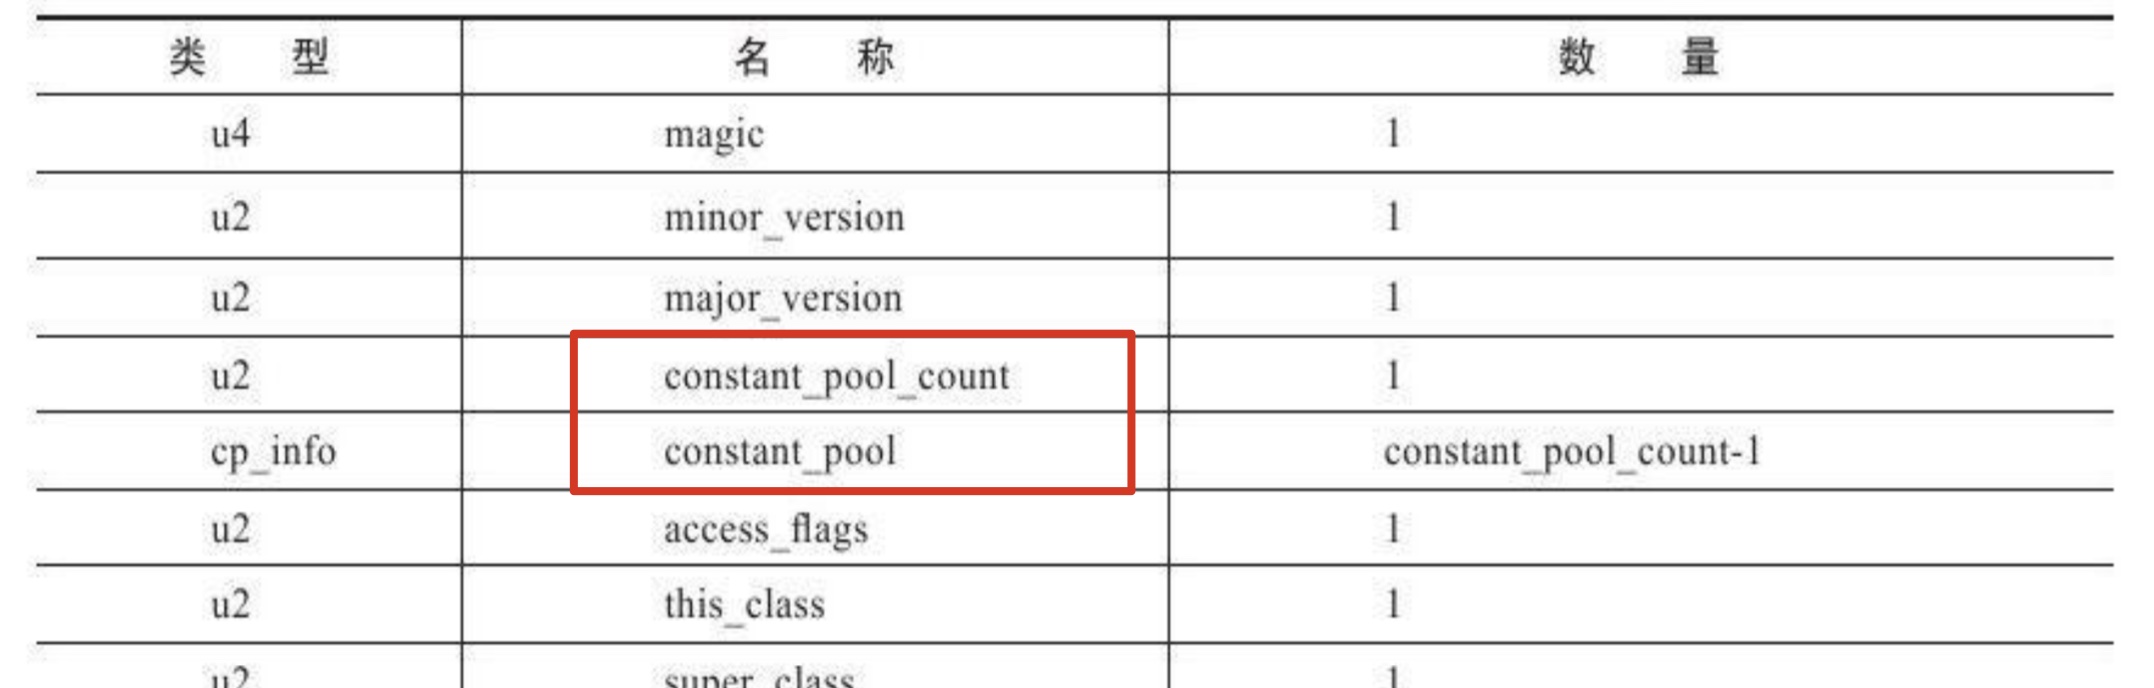 类 型 名 称 数 量
u4 magic 1
u2 minor_version 1
u2 major_version 1
u2 constant_pool_count 1
cp_info constant_pool constant_pool_count-1
u2 access_flags 1
u2 this_class 1
u2 super_class 1